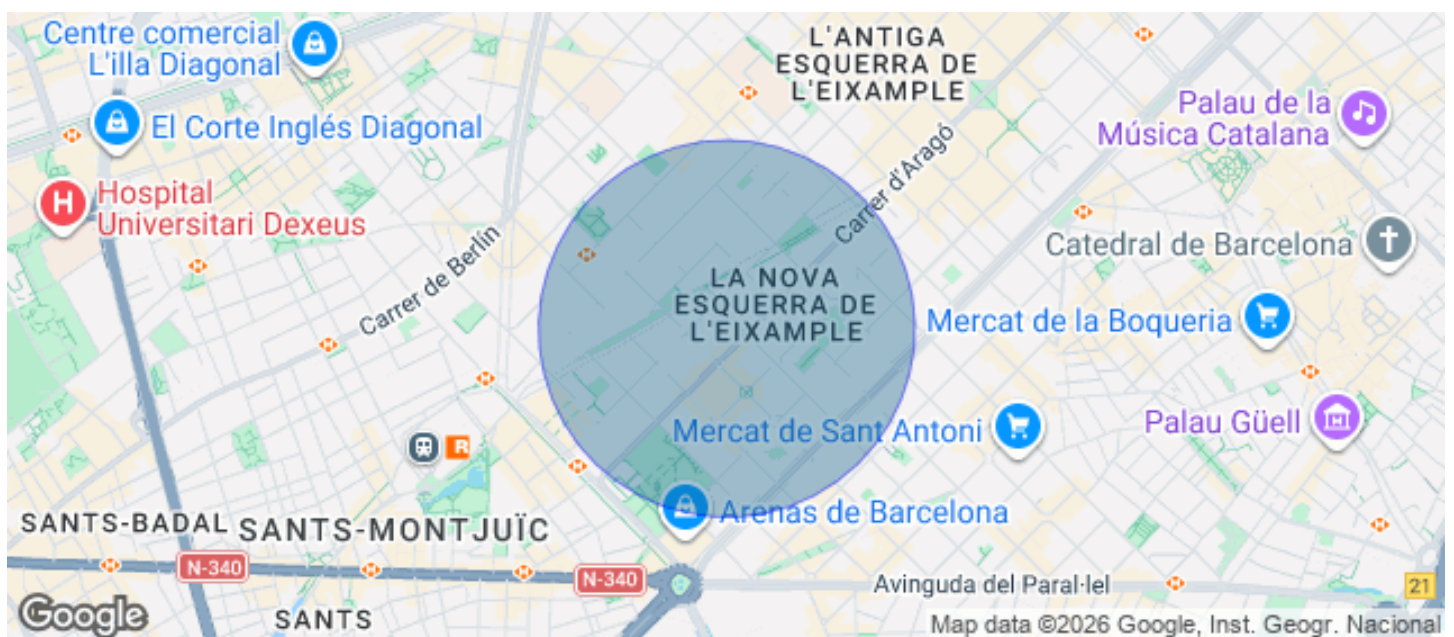 Centre comercial
L'illa Diagonal
L'ANTIGA
ESQUERRA DE
L'EIXAMPLE
El Corte Inglés Diagonal
Palau de la
Música Catalana
Hospital
Universitari Dexeus
Carrer d'Aragó
Carrer de Berlín
Catedral de Barcelona
LA NOVA
ESQUERRA DE
L'EIXAMPLE
Mercat de la Boqueria
Mercat de Sant Antoni
Palau Güell
R
Arenas de Barcelona
SANTS-BADAL
SANTS-MONTJUÏC
N-340
N-340
Avinguda del Paral·lel
21
Google
SANTS
Map data ©2026 Google, Inst. Geogr. Nacional